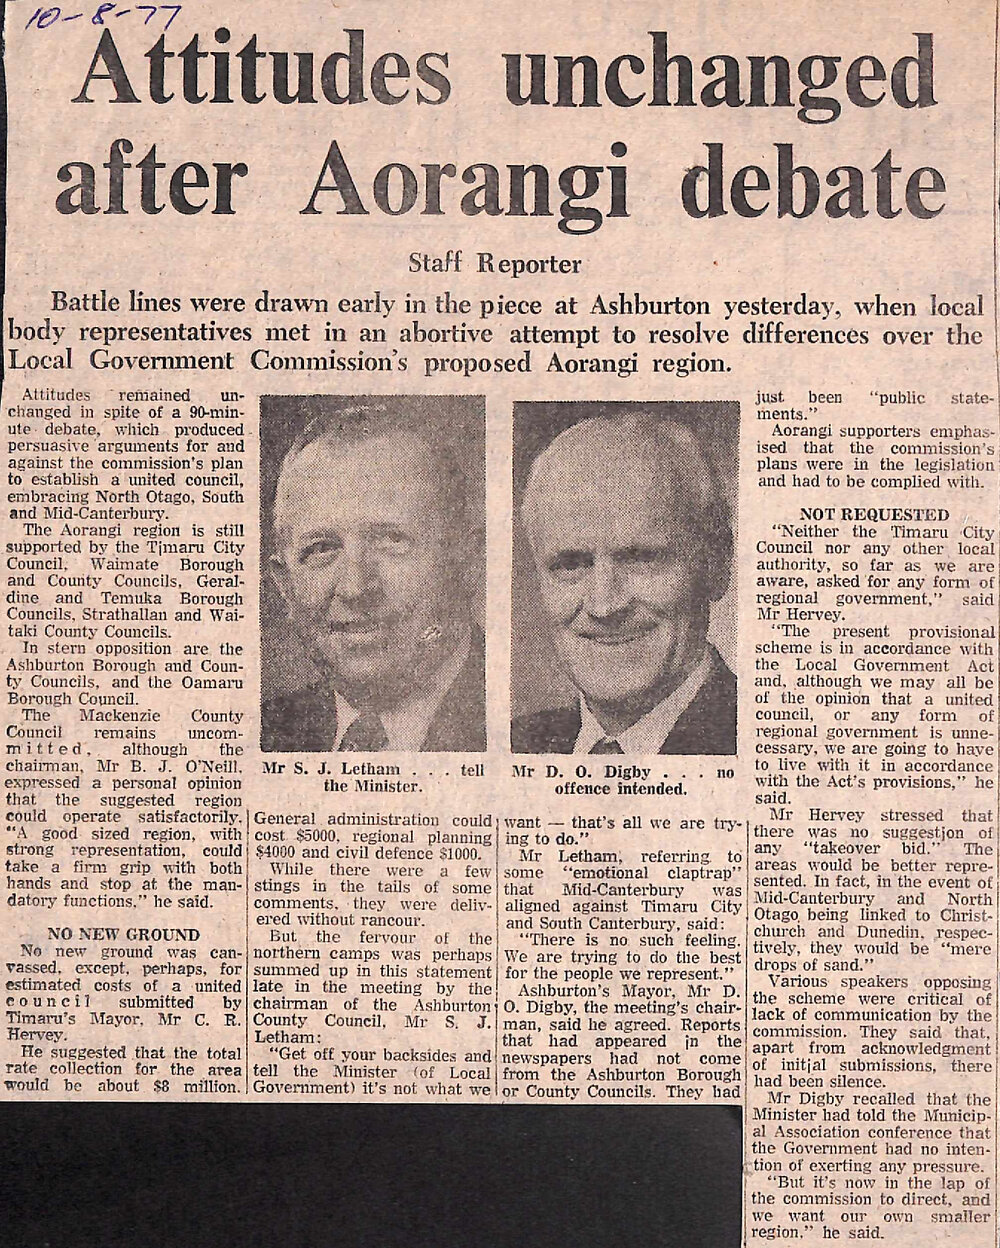 10-8-77
Attitudes unchanged
after Aorangi debate
Staff Reporter
Battle lines were drawn early in the piece at Ashburton yesterday, when local
body representatives met in an abortive attempt to resolve differences over the
Local Government Commission's proposed Aorangi region.
Attitudes remained un-
changed in spite of a 90-min-
ute debate, which produced
persuasive arguments for and
against the commission's plan
to establish a united council,
embracing North Otago, South
and Mid-Canterbury.
The Aorangi region is still
supported by the Timaru City
Council, Waimate Borough
and County Councils, Geral-
dine and Temuka Borough
Councils, Strathallan and Wai-
taki County Councils.
In stern opposition are the
Ashburton Borough and Coun-
ty Councils, and the Oamaru
Borough Council.
The Mackenzie County
Council remains uncom-
mitted, although the
chairman, Mr B. J. O'Neill,
expressed a personal opinion
that the suggested region
could operate satisfactorily.
"A good sized region, with
strong representation, could
take a firm grip with both
hands and stop at the man-
datory functions," he said.
NO NEW GROUND
No new ground was can-
vassed, except, perhaps, for
estimated costs of a united
council submitted by
Timaru's Mayor, Mr C. R.
Hervey.
He suggested that the total
rate collection for the area
would be about $8 million.
Mr S. J. Letham . . . tell
the Minister.
General administration could
cost $5000, regional planning
$4000 and civil defence $1000.
While there were a few
stings in the tails of some
comments, they were deliv-
ered without rancour.
But the fervour of the
northern camps was perhaps
summed up in this statement
late in the meeting by the
chairman of the Ashburton
County Council, Mr S. J.
Letham:
"Get off your backsides and
tell the Minister (of Local
Government) it's not what we
Mr D. O. Digby . . . no
offence intended.
want — that's all we are try-
ing to do."
Mr Letham, referring to
some "emotional claptrap"
that Mid-Canterbury was
aligned against Timaru City
and South Canterbury, said:
"There is no such feeling.
We are trying to do the best
for the people we represent."
Ashburton's Mayor, Mr D.
O. Digby, the meeting's chair-
man, said he agreed. Reports
that had appeared in the
newspapers had not come
from the Ashburton Borough
or County Councils. They had
just been "public state-
ments."
Aorangi supporters emphas-
ised that the commission's
plans were in the legislation
and had to be complied with.
NOT REQUESTED
"Neither the Timaru City
Council nor any other local
authority, so far as we are
aware, asked for any form of
regional government," said
Mr Hervey.
"The present provisional
scheme is in accordance with
the Local Government Act
and, although we may all be
of the opinion that a united
council, or any form of
regional government is unne-
cessary, we are going to have
to live with it in accordance
with the Act's provisions," he
said.
Mr Hervey stressed that
there was no suggestion of
any "takeover bid." The
areas would be better repre-
sented. In fact, in the event of
Mid-Canterbury and North
Otago being linked to Christ-
church and Dunedin, respec-
tively, they would be "mere
drops of sand."
Various speakers opposing
the scheme were critical of
lack of communication by the
commission. They said that,
apart from acknowledgment
of initial submissions, there
had been silence.
Mr Digby recalled that the
Minister had told the Municip-
al Association conference that
the Government had no inten-
tion of exerting any pressure.
"But it's now in the lap of
the commission to direct, and
we want our own smaller
region," he said.